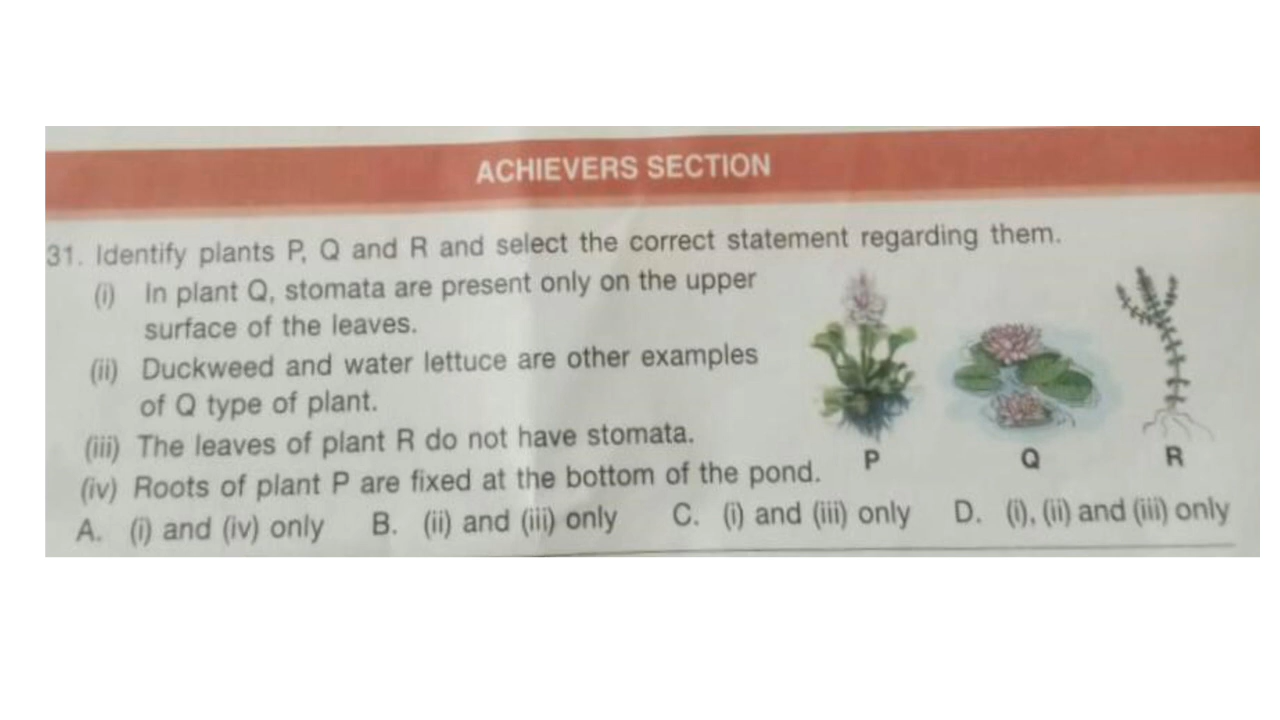 ACHIEVERS SECTION
31. Identify plants P, Q and R and select the correct statement regarding them.
(i) In plant Q, stomata are present only on the upper
surface of the leaves.
(ii) Duckweed and water lettuce are other examples
of Q type of plant.
(iii) The leaves of plant R do not have stomata.
(iv) Roots of plant P are fixed at the bottom of the pond.
P Q R
A. (i) and (iv) only B. (ii) and (iii) only C. (i) and (iii) only D. (i), (ii) and (iii) only